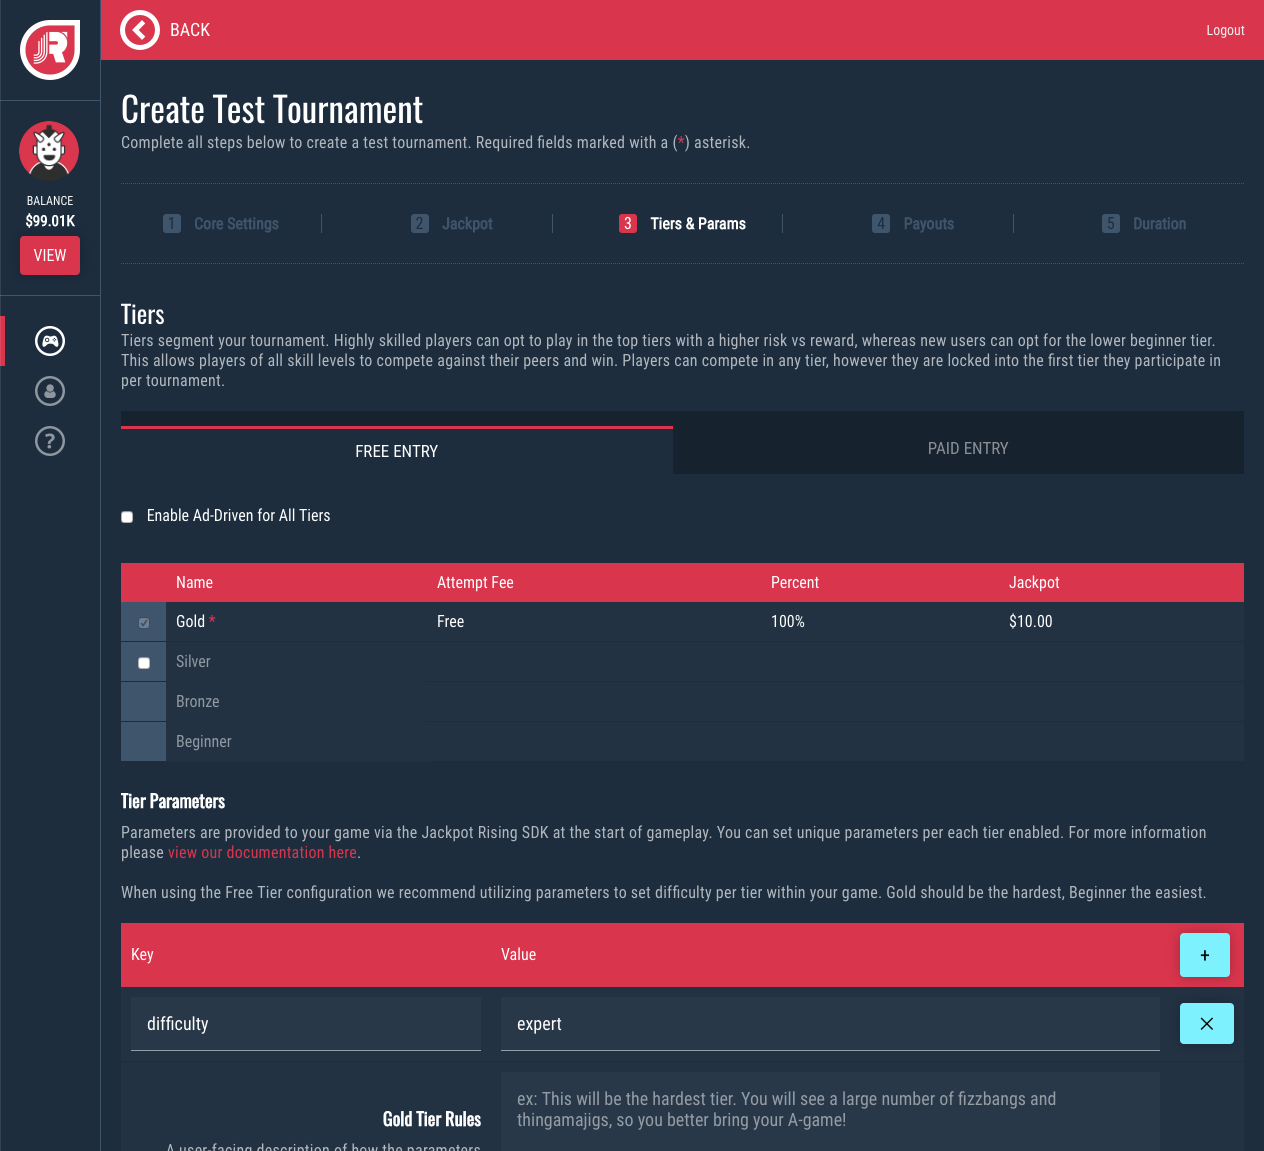 BACK
Logout
BALANCE
$99.01K
VIEW
Create Test Tournament
Complete all steps below to create a test tournament. Required fields marked with a (*) asterisk.
1 Core Settings
2 Jackpot
3 Tiers & Params
4 Payouts
5 Duration
Tiers
Tiers segment your tournament. Highly skilled players can opt to play in the top tiers with a higher risk vs reward, whereas new users can opt for the lower beginner tier.
This allows players of all skill levels to compete against their peers and win. Players can compete in any tier, however they are locked into the first tier they participate in
per tournament.
FREE ENTRY
PAID ENTRY
Enable Ad-Driven for All Tiers
Name Attempt Fee Percent Jackpot
Gold * Free 100% $10.00
Silver
Bronze
Beginner
Tier Parameters
Parameters are provided to your game via the Jackpot Rising SDK at the start of gameplay. You can set unique parameters per each tier enabled. For more information
please view our documentation here.
When using the Free Tier configuration we recommend utilizing parameters to set difficulty per tier within your game. Gold should be the hardest, Beginner the easiest.
Key Value +
difficulty expert ×
ex: This will be the hardest tier. You will see a large number of fizzbangs and
thingamajigs, so you better bring your A-game!
Gold Tier Rules
A user-facing description of how the parameters